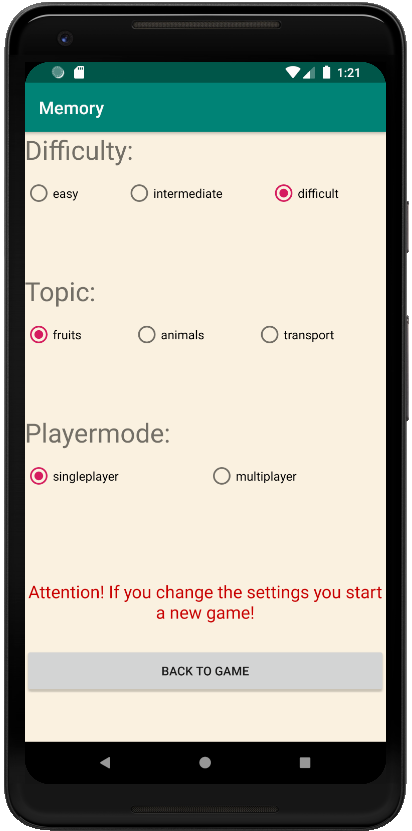 1:21
Memory
Difficulty:
easy intermediate difficult
Topic:
fruits animals transport
Playermode:
singleplayer multiplayer
Attention! If you change the settings you start
a new game!
BACK TO GAME